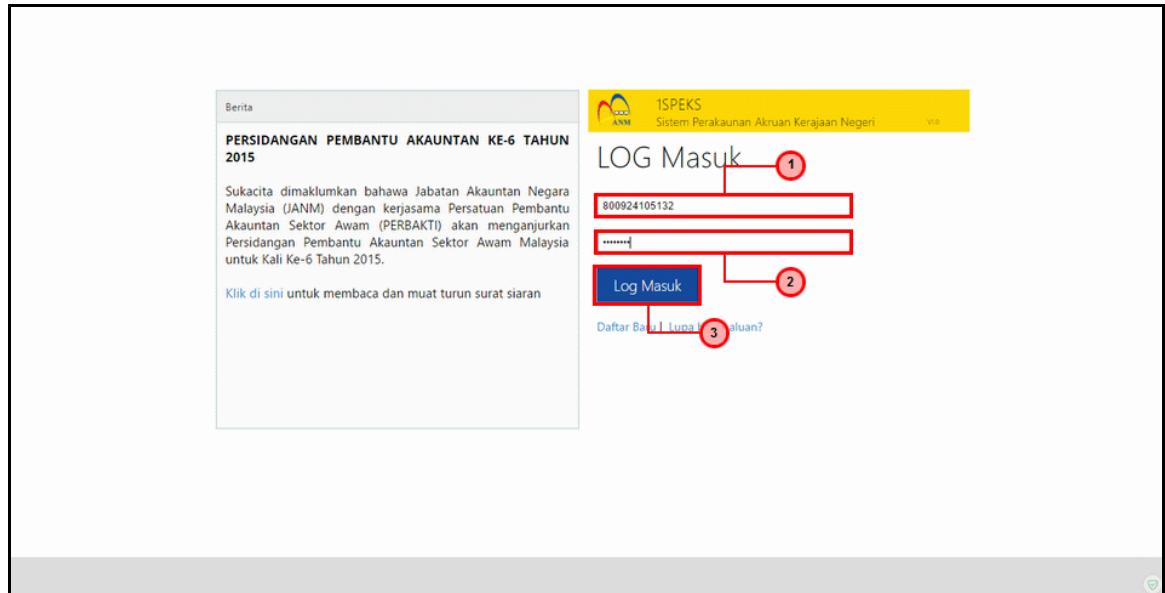 Berita
PERSIDANGAN PEMBANTU AKAUNTAN KE-6 TAHUN
2015
Sukacita dimaklumkan bahawa Jabatan Akauntan Negara
Malaysia (JANM) dengan kerjasama Persatuan Pembantu
Akauntan Sektor Awam (PERBAKTI) akan menganjurkan
Persidangan Pembantu Akauntan Sektor Awam Malaysia
untuk Kali Ke-6 Tahun 2015.
Klik di sini untuk membaca dan muat turun surat siaran
ANM
1SPEKS
Sistem Perakaunan Akruan Kerajaan Negeri
V1.0
LOG Masuk
1
800924105132
2
Log Masuk
Daftar Baru | Lupa
3